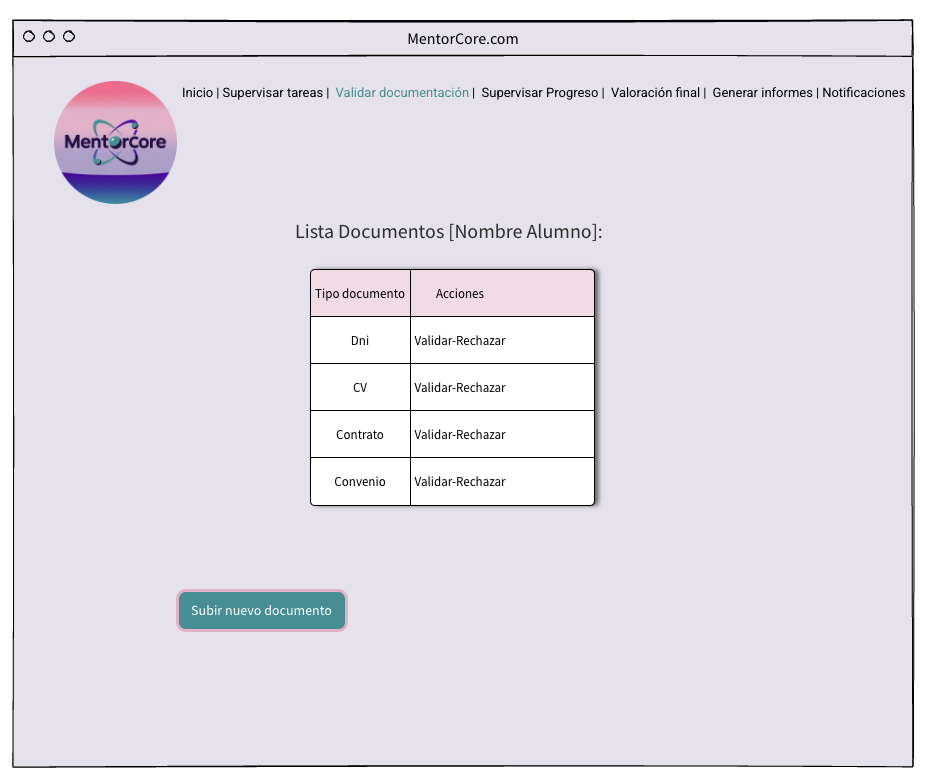 MentorCore.com
Inicio | Supervisar tareas | Validar documentación | Supervisar Progreso | Valoración final | Generar informes | Notificaciones
Mentorcore
Lista Documentos [Nombre Alumno]:
Tipo documento Acciones
Dni Validar-Rechazar
CV Validar-Rechazar
Contrato Validar-Rechazar
Convenio Validar-Rechazar
Subir nuevo documento